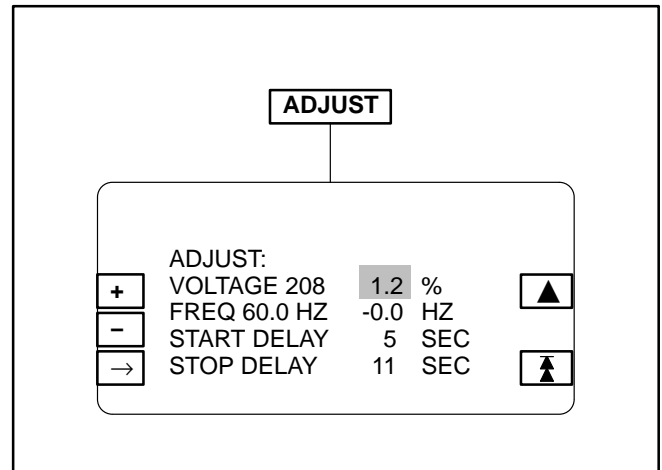 ADJUST
ADJUST:
+ VOLTAGE 208 1.2 %
FREQ 60.0 HZ -0.0 HZ
− START DELAY 5 SEC
→ STOP DELAY 11 SEC